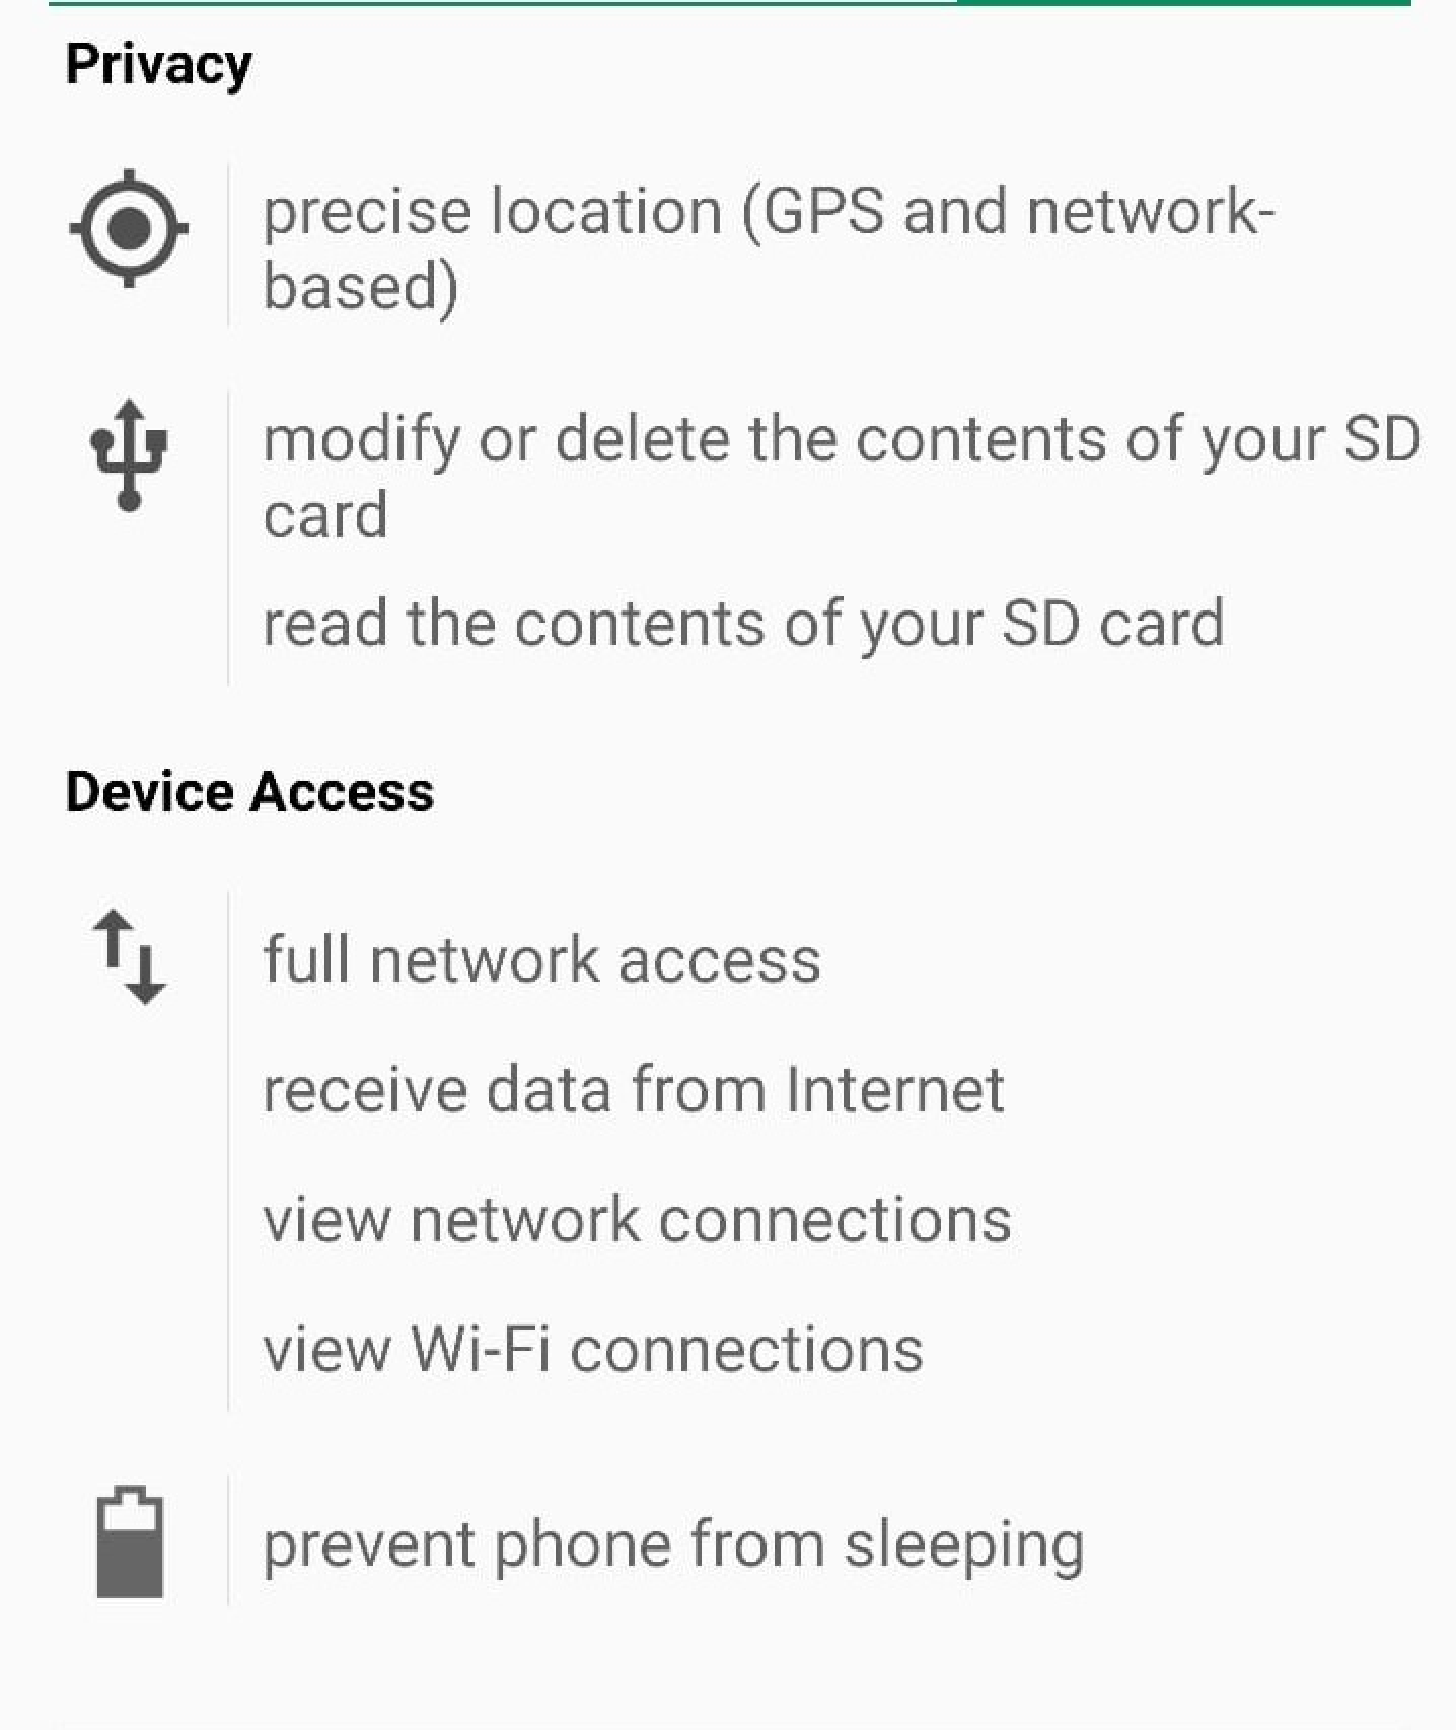 Privacy
precise location (GPS and network-
based)
modify or delete the contents of your SD
card
read the contents of your SD card
Device Access
full network access
receive data from Internet
view network connections
view Wi-Fi connections
prevent phone from sleeping